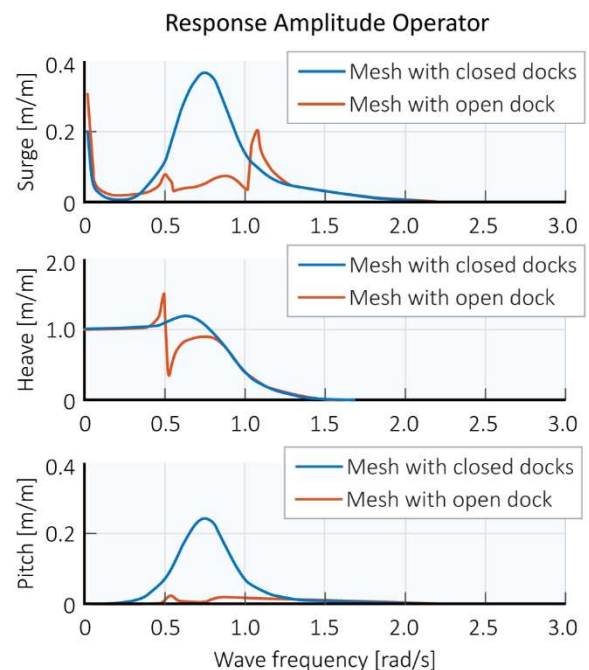 Response Amplitude Operator
Surge [m/m]
0.4
0.2
0
Mesh with closed docks
Mesh with open dock
0 0.5 1.0 1.5 2.0 2.5 3.0
Heave [m/m]
2.0
1.0
0
Mesh with closed docks
Mesh with open dock
0 0.5 1.0 1.5 2.0 2.5 3.0
Pitch [m/m]
0.4
0.2
0
Mesh with closed docks
Mesh with open dock
0 0.5 1.0 1.5 2.0 2.5 3.0
Wave frequency [rad/s]